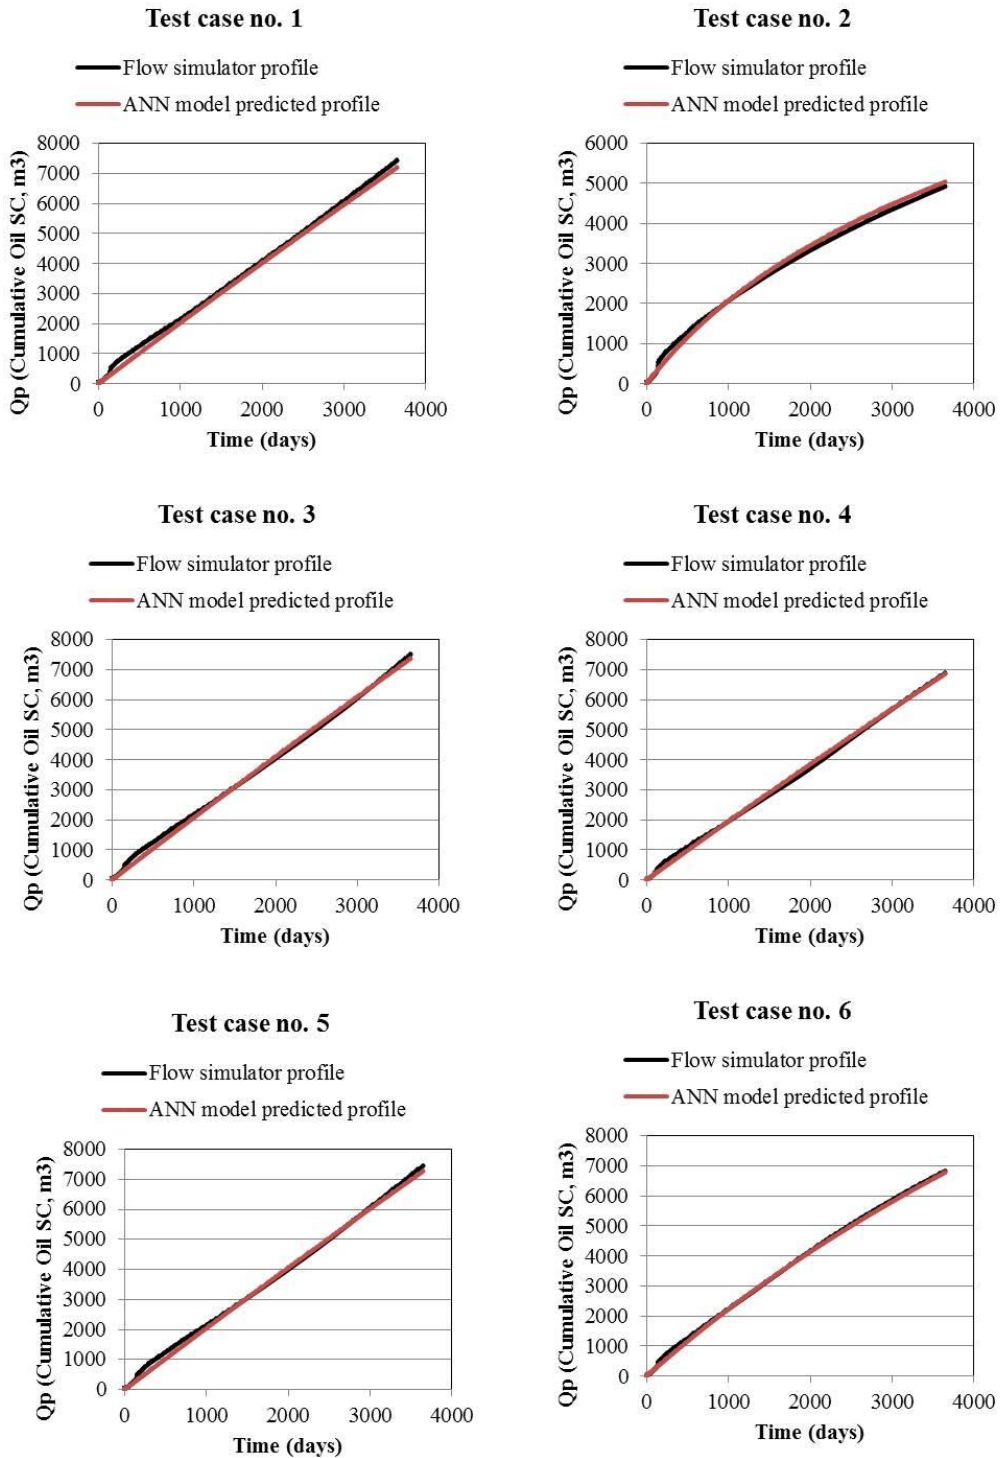 Test case no. 1
Flow simulator profile
ANN model predicted profile
Qp (Cumulative Oil SC, m3)
8000
7000
6000
5000
4000
3000
2000
1000
0
0 1000 2000 3000 4000
Time (days)
Test case no. 2
Flow simulator profile
ANN model predicted profile
Qp (Cumulative Oil SC, m3)
6000
5000
4000
3000
2000
1000
0
0 1000 2000 3000 4000
Time (days)
Test case no. 3
Flow simulator profile
ANN model predicted profile
Qp (Cumulative Oil SC, m3)
8000
7000
6000
5000
4000
3000
2000
1000
0
0 1000 2000 3000 4000
Time (days)
Test case no. 4
Flow simulator profile
ANN model predicted profile
Qp (Cumulative Oil SC, m3)
8000
7000
6000
5000
4000
3000
2000
1000
0
0 1000 2000 3000 4000
Time (days)
Test case no. 5
Flow simulator profile
ANN model predicted profile
Qp (Cumulative Oil SC, m3)
8000
7000
6000
5000
4000
3000
2000
1000
0
0 1000 2000 3000 4000
Time (days)
Test case no. 6
Flow simulator profile
ANN model predicted profile
Qp (Cumulative Oil SC, m3)
8000
7000
6000
5000
4000
3000
2000
1000
0
0 1000 2000 3000 4000
Time (days)